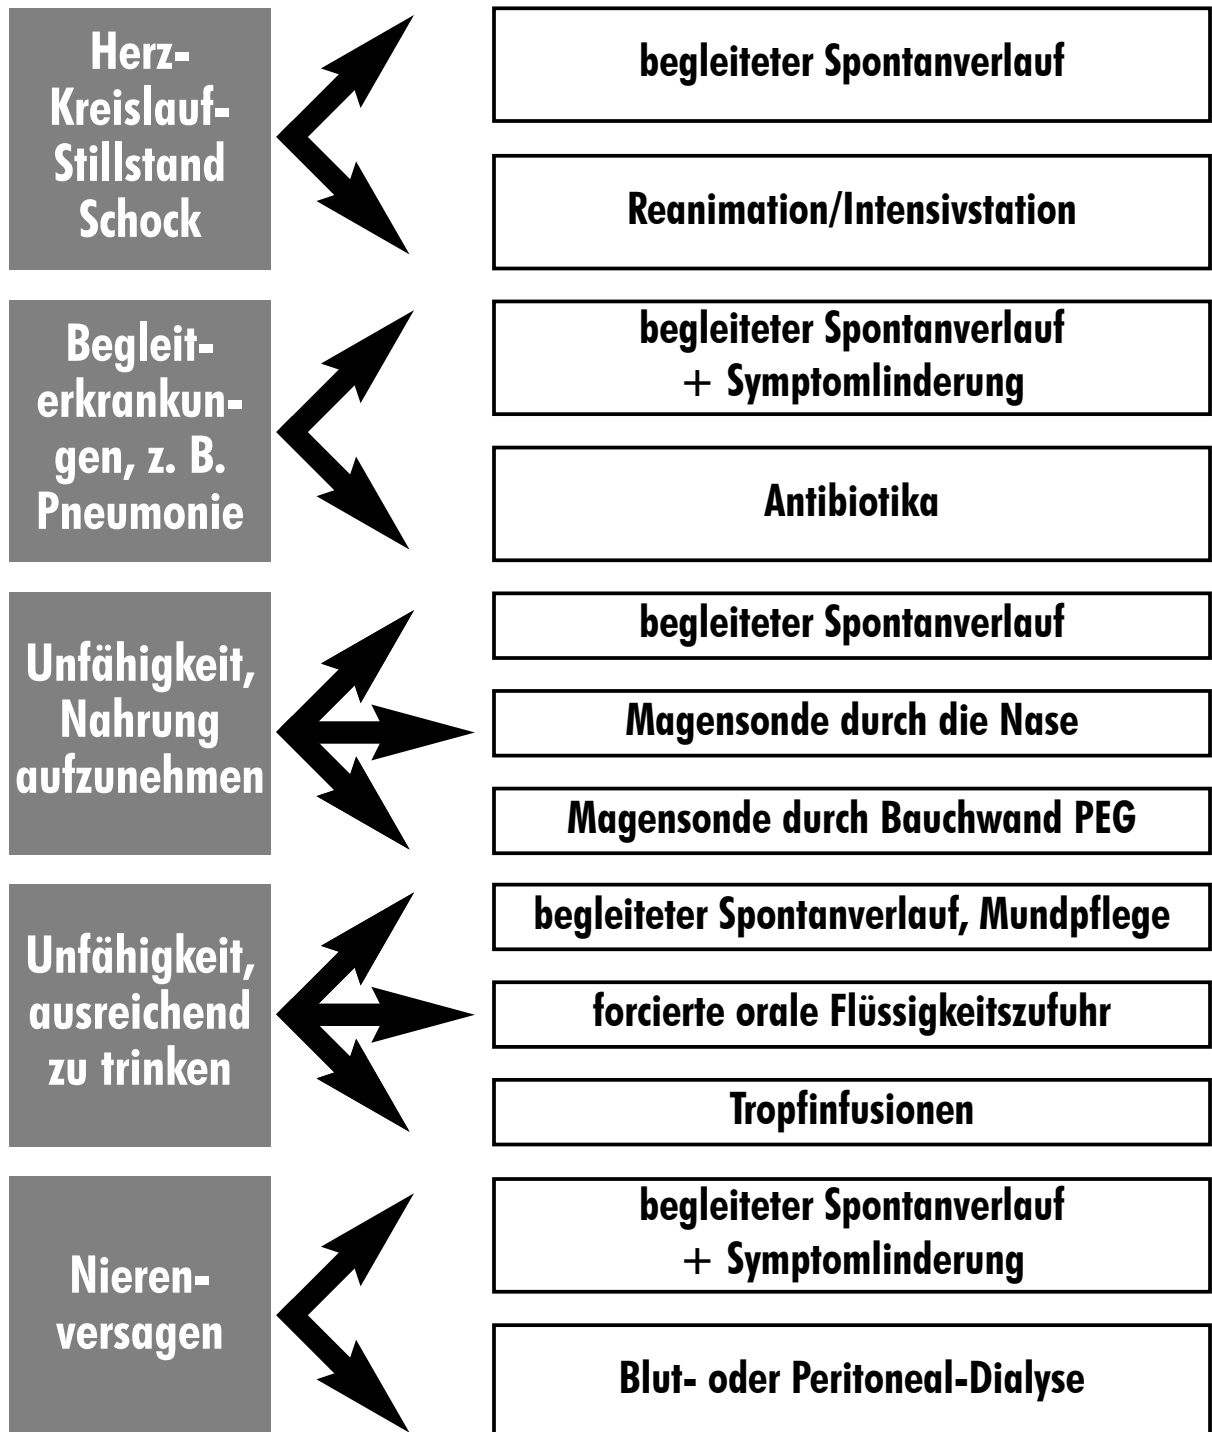 Herz-
Kreislauf-
Stillstand
Schock
begleiteter Spontanverlauf
Reanimation/Intensivstation
Begleit-
erkrankun-
gen, z. B.
Pneumonie
begleiteter Spontanverlauf
+ Symptomlinderung
Antibiotika
Unfähigkeit,
Nahrung
aufzunehmen
begleiteter Spontanverlauf
Magensonde durch die Nase
Magensonde durch Bauchwand PEG
Unfähigkeit,
ausreichend
zu trinken
begleiteter Spontanverlauf, Mundpflege
forcierte orale Flüssigkeitszufuhr
Tropfinfusionen
Nieren-
versagen
begleiteter Spontanverlauf
+ Symptomlinderung
Blut- oder Peritoneal-Dialyse